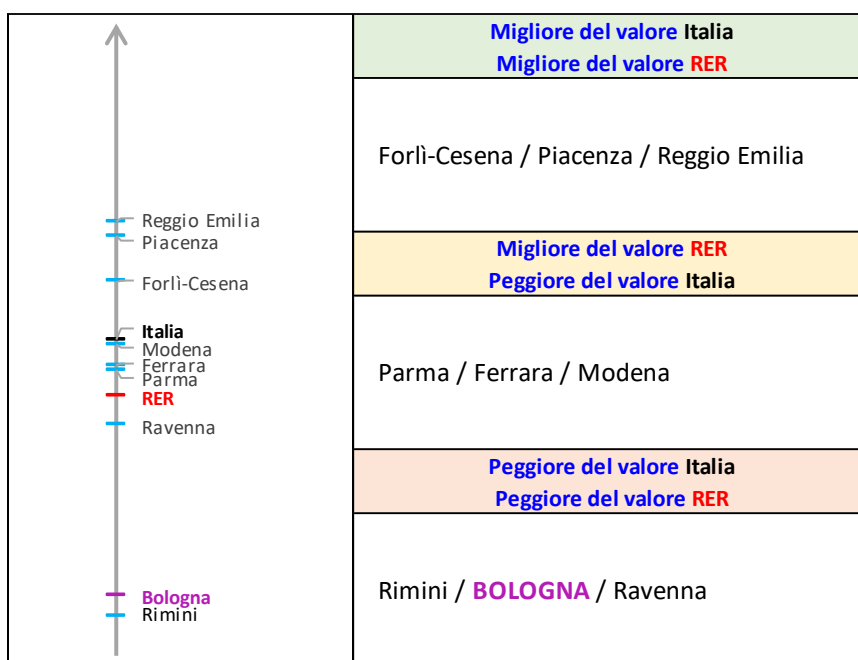 Reggio Emilia
Piacenza
Forlì-Cesena
Italia
Modena
Ferrara
Parma
RER
Ravenna
Bologna
Rimini
Migliore del valore Italia
Migliore del valore RER
Forlì-Cesena / Piacenza / Reggio Emilia
Migliore del valore RER
Peggiore del valore Italia
Parma / Ferrara / Modena
Peggiore del valore Italia
Peggiore del valore RER
Rimini / BOLOGNA / Ravenna